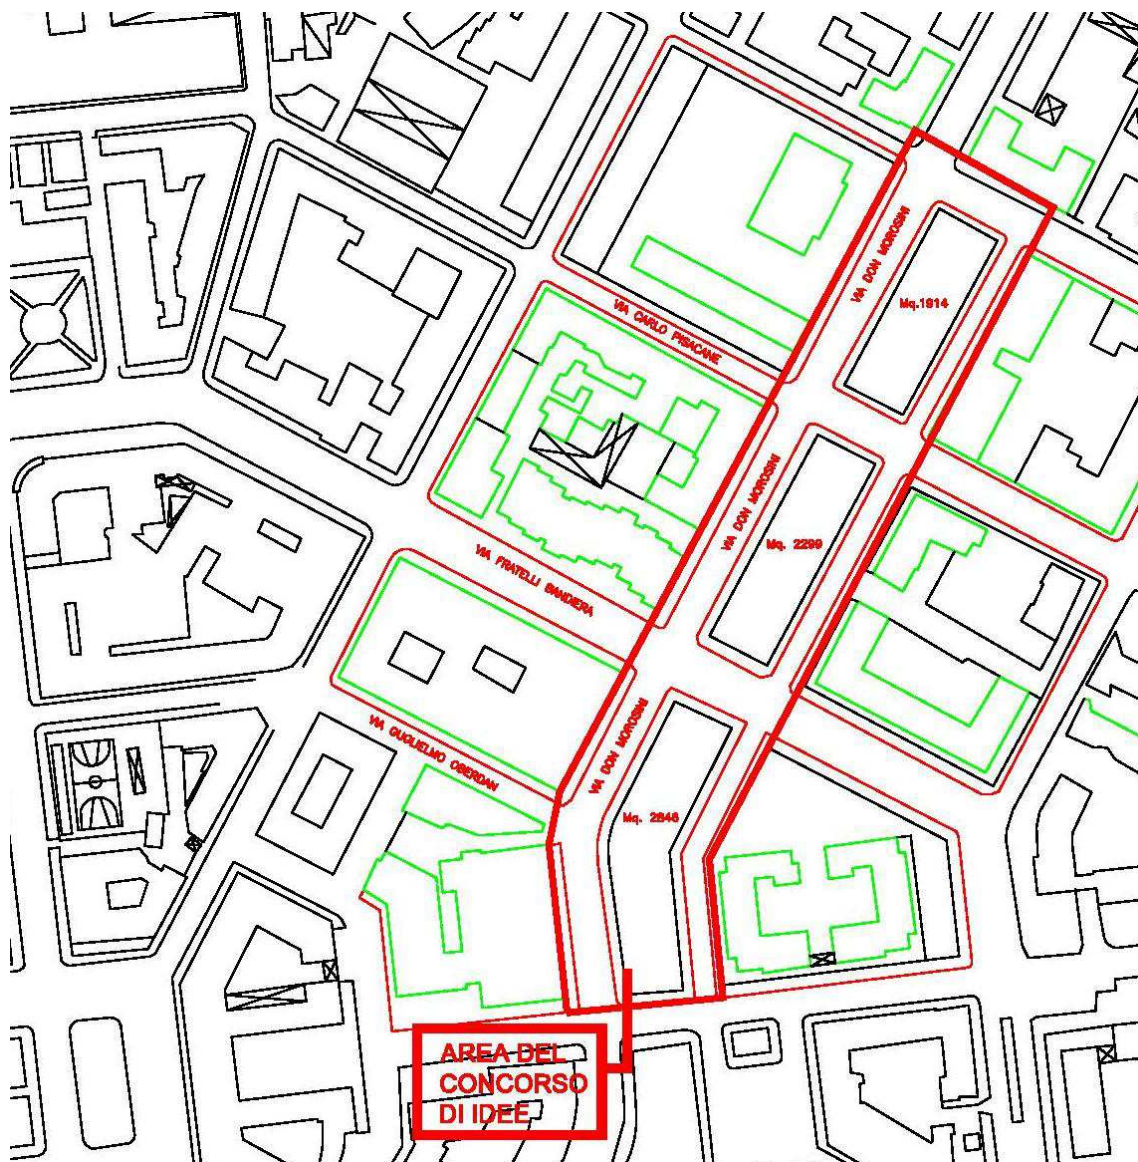 VIA DON MOROSINI
Mq.1914
VIA CARLO PISACANE
VIA DON MOROSINI
Mq. 2299
VIA FRATELLI BANDIERA
VIA DON MOROSINI
VIA GUGLIELMO OBERDAN
Mq. 2846
AREA DEL
CONCORSO
DI IDEE